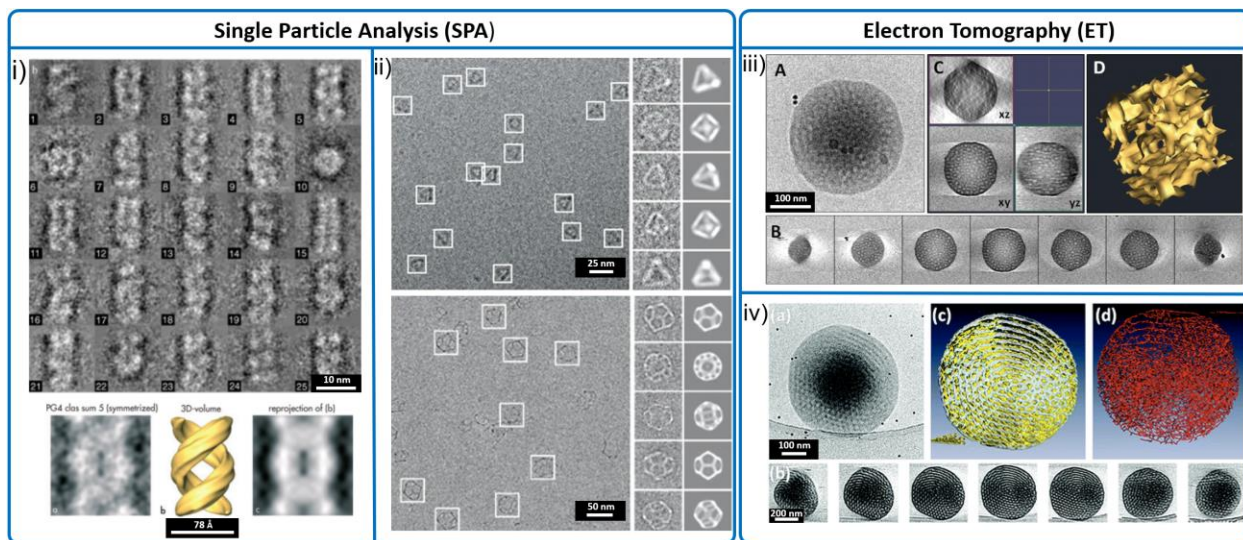 Single Particle Analysis (SPA)
Electron Tomography (ET)
i)
1 2 3 4 5
6 7 8 9 10
11 12 13 14 15
16 17 18 19 20
21 22 23 24 25
10 nm
PG4 clas sum 5 (symmetrized)
3D-volume
reprojection of (b)
b
c
78 Å
ii)
25 nm
50 nm
iii)
A
100 nm
C
xz
xy
yz
D
B
iv)
(a)
100 nm
(c)
(d)
(b)
200 nm